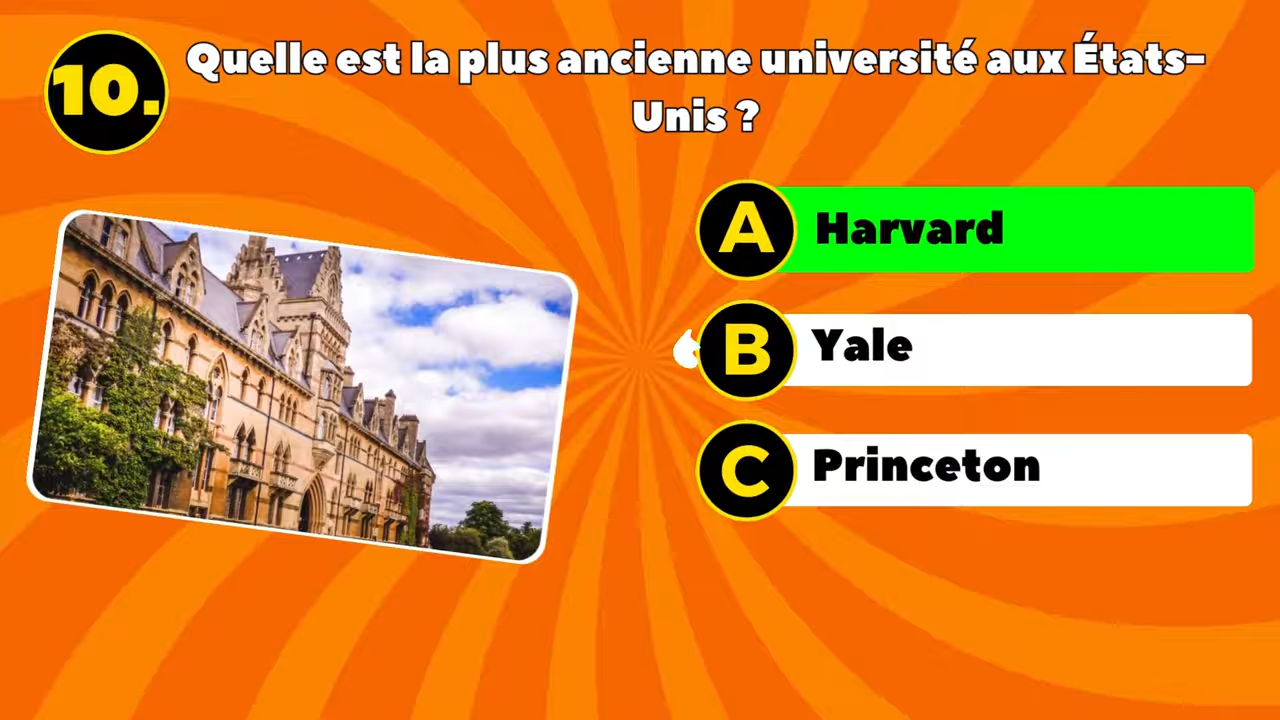 10.
Quelle est la plus ancienne université aux États-
Unis ?
A Harvard
B Yale
C Princeton